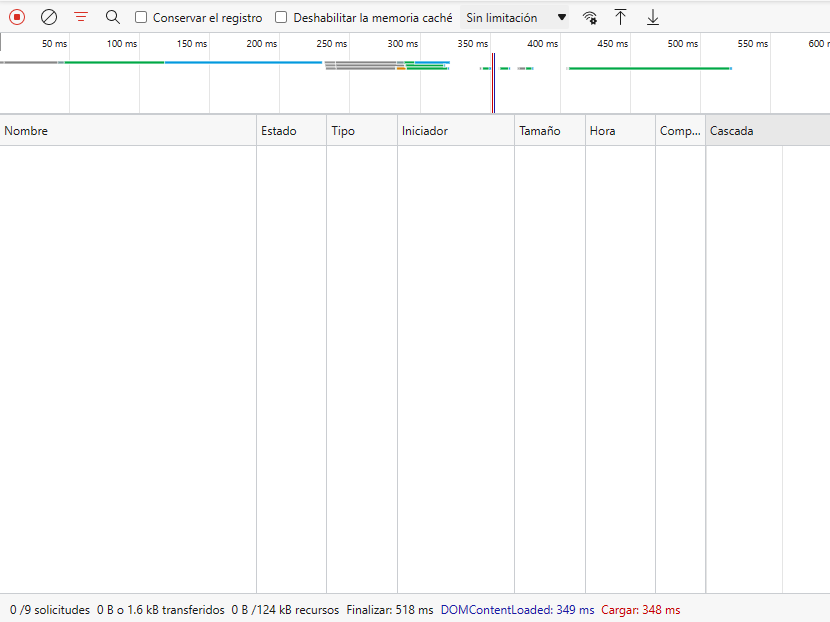 Conservar el registro Deshabilitar la memoria caché Sin limitación
50 ms 100 ms 150 ms 200 ms 250 ms 300 ms 350 ms 400 ms 450 ms 500 ms 550 ms 600 m
Nombre Estado Tipo Iniciador Tamaño Hora Comp... Cascada
0 /9 solicitudes 0 B o 1.6 kB transferidos 0 B /124 kB recursos Finalizar: 518 ms DOMContentLoaded: 349 ms Cargar: 348 ms